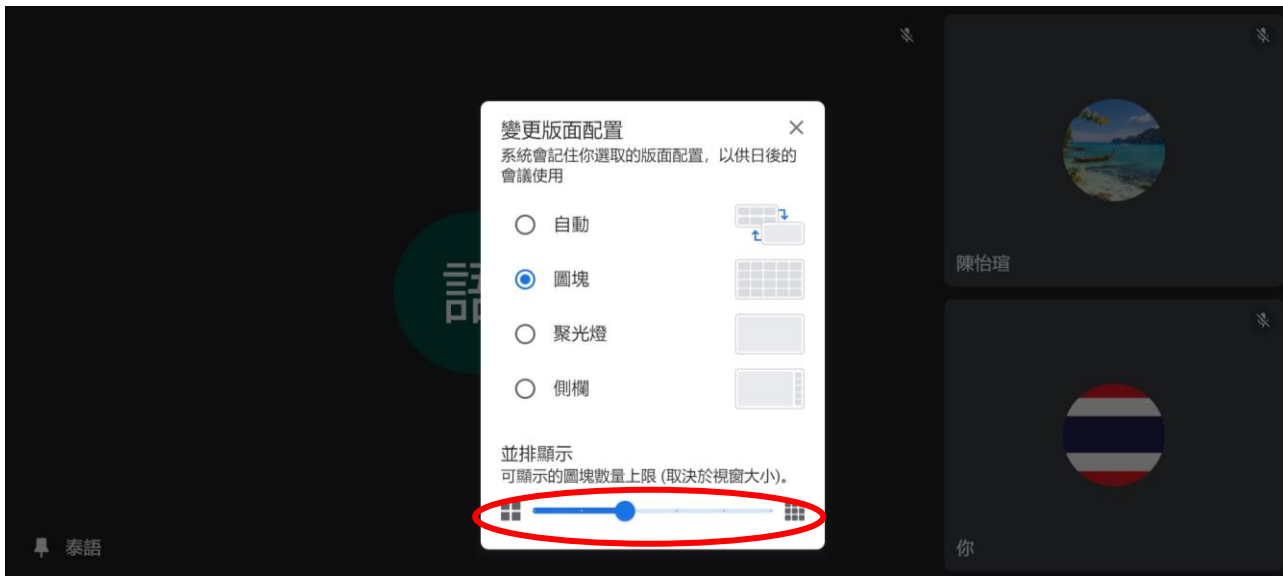 變更版面配置
系統會記住你選取的版面配置，以供日後的
會議使用
自動
圖塊
聚光燈
側欄
並排顯示
可顯示的圖塊數量上限 (取決於視窗大小)。
泰語
陳怡瑄
你